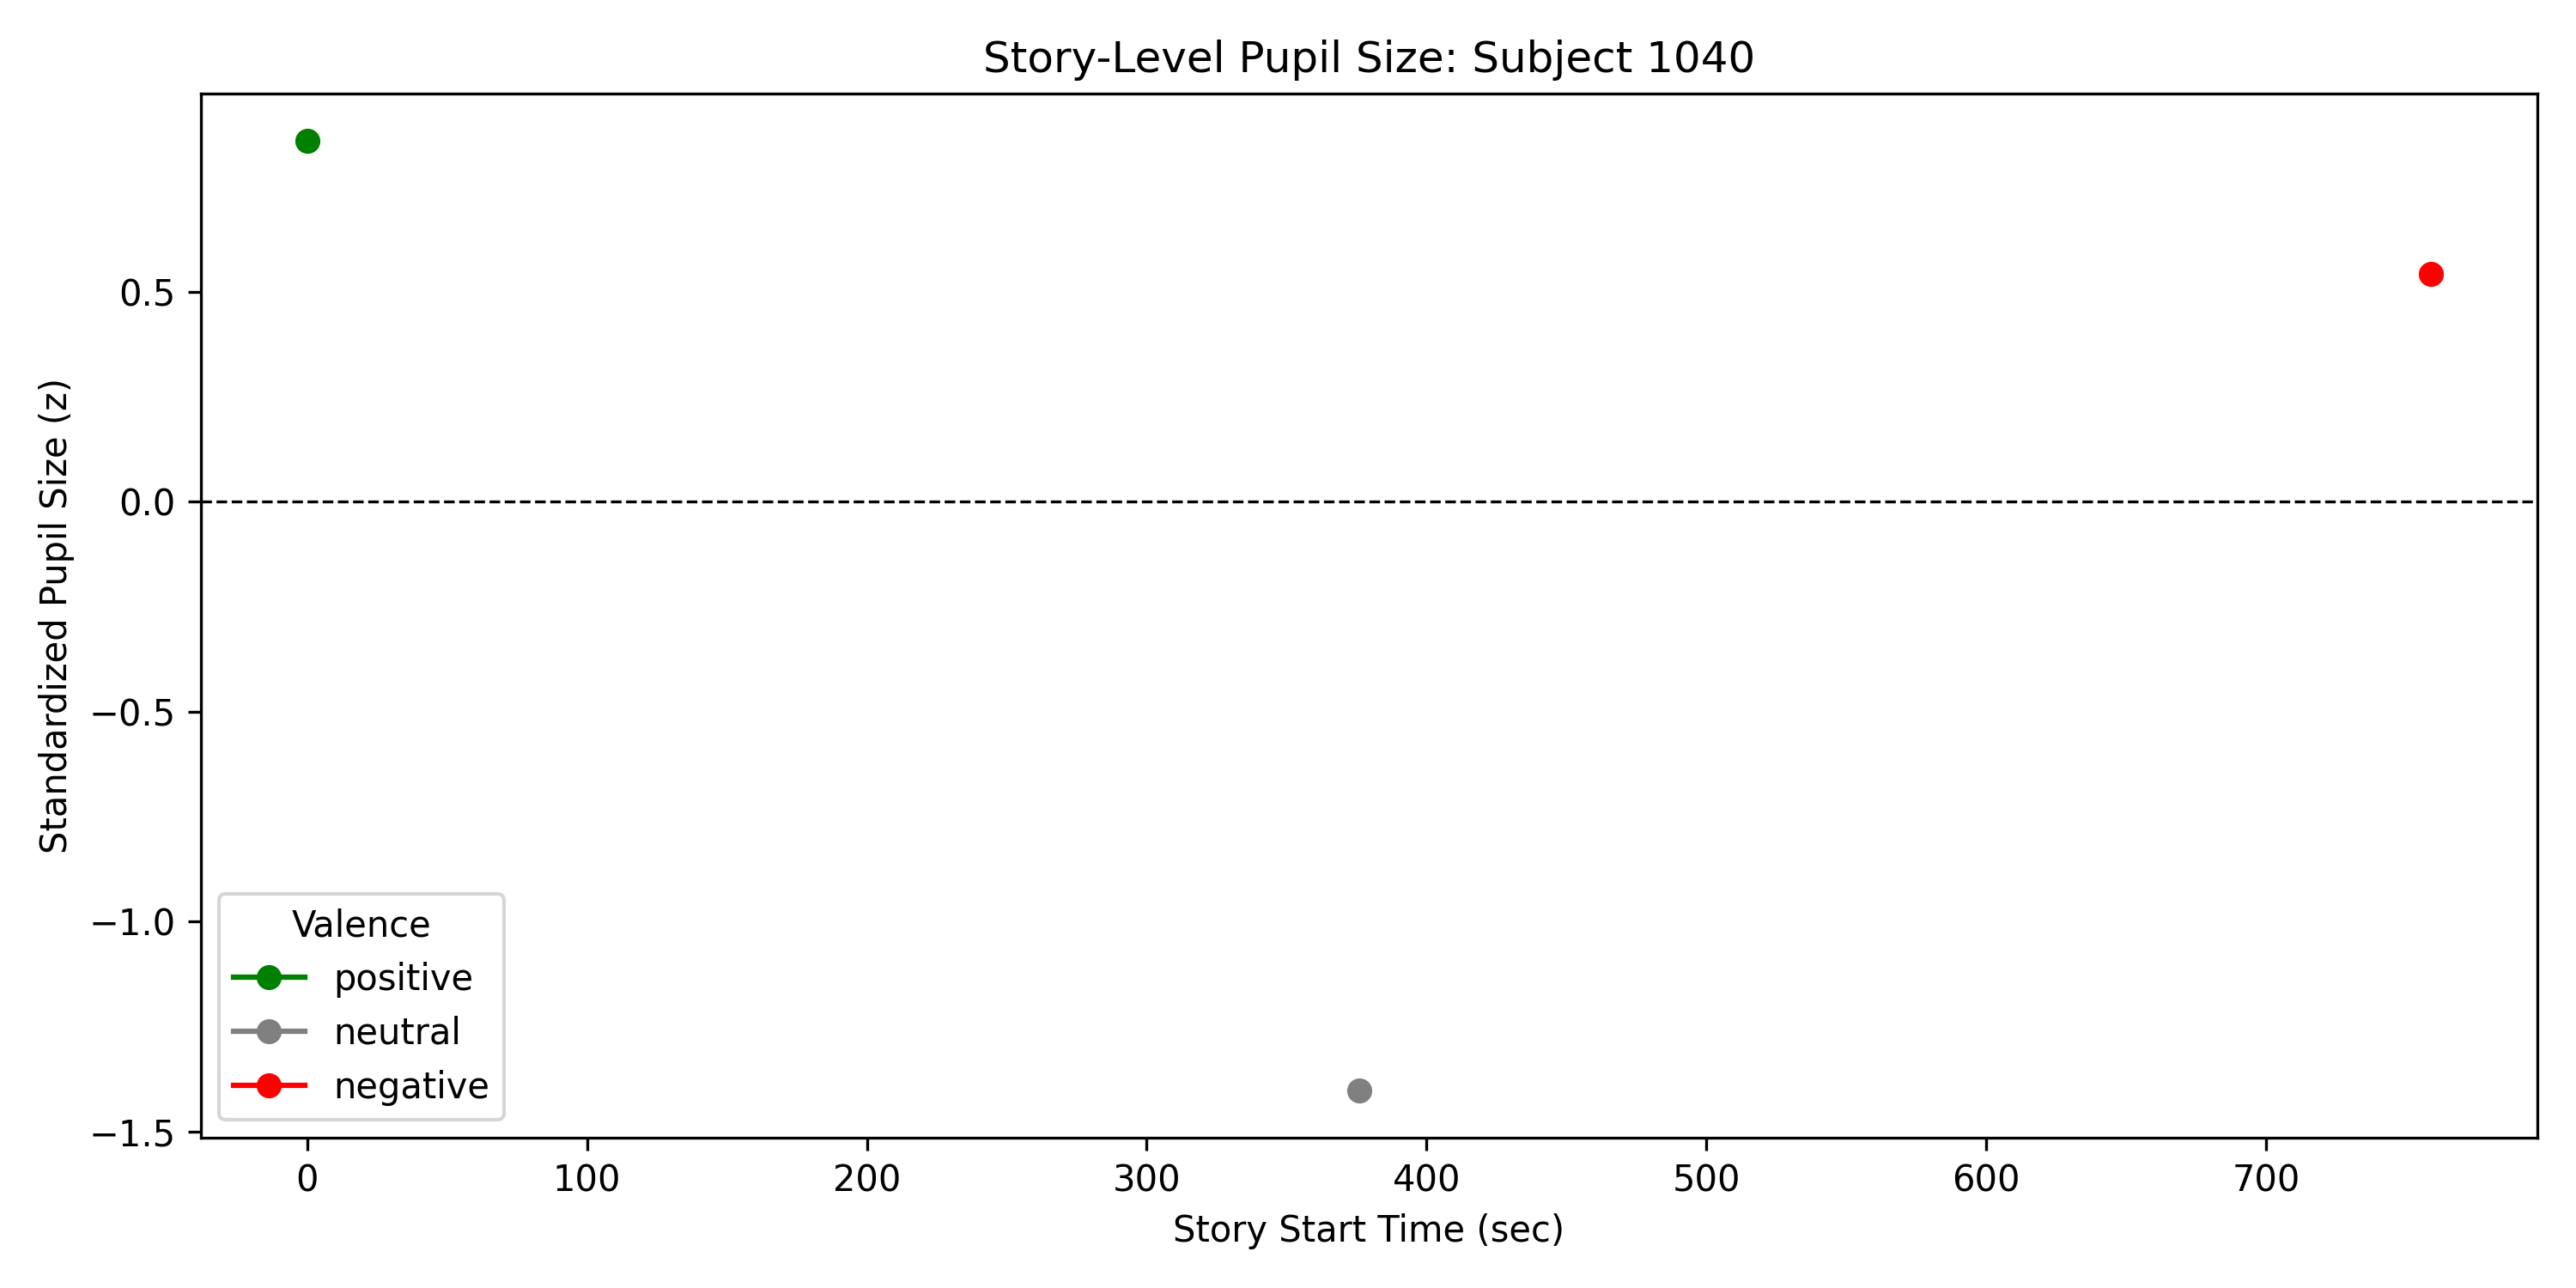 Story-Level Pupil Size: Subject 1040
Standardized Pupil Size (z)
0.5
0.0
−0.5
−1.0
−1.5
Valence
positive
neutral
negative
0 100 200 300 400 500 600 700
Story Start Time (sec)